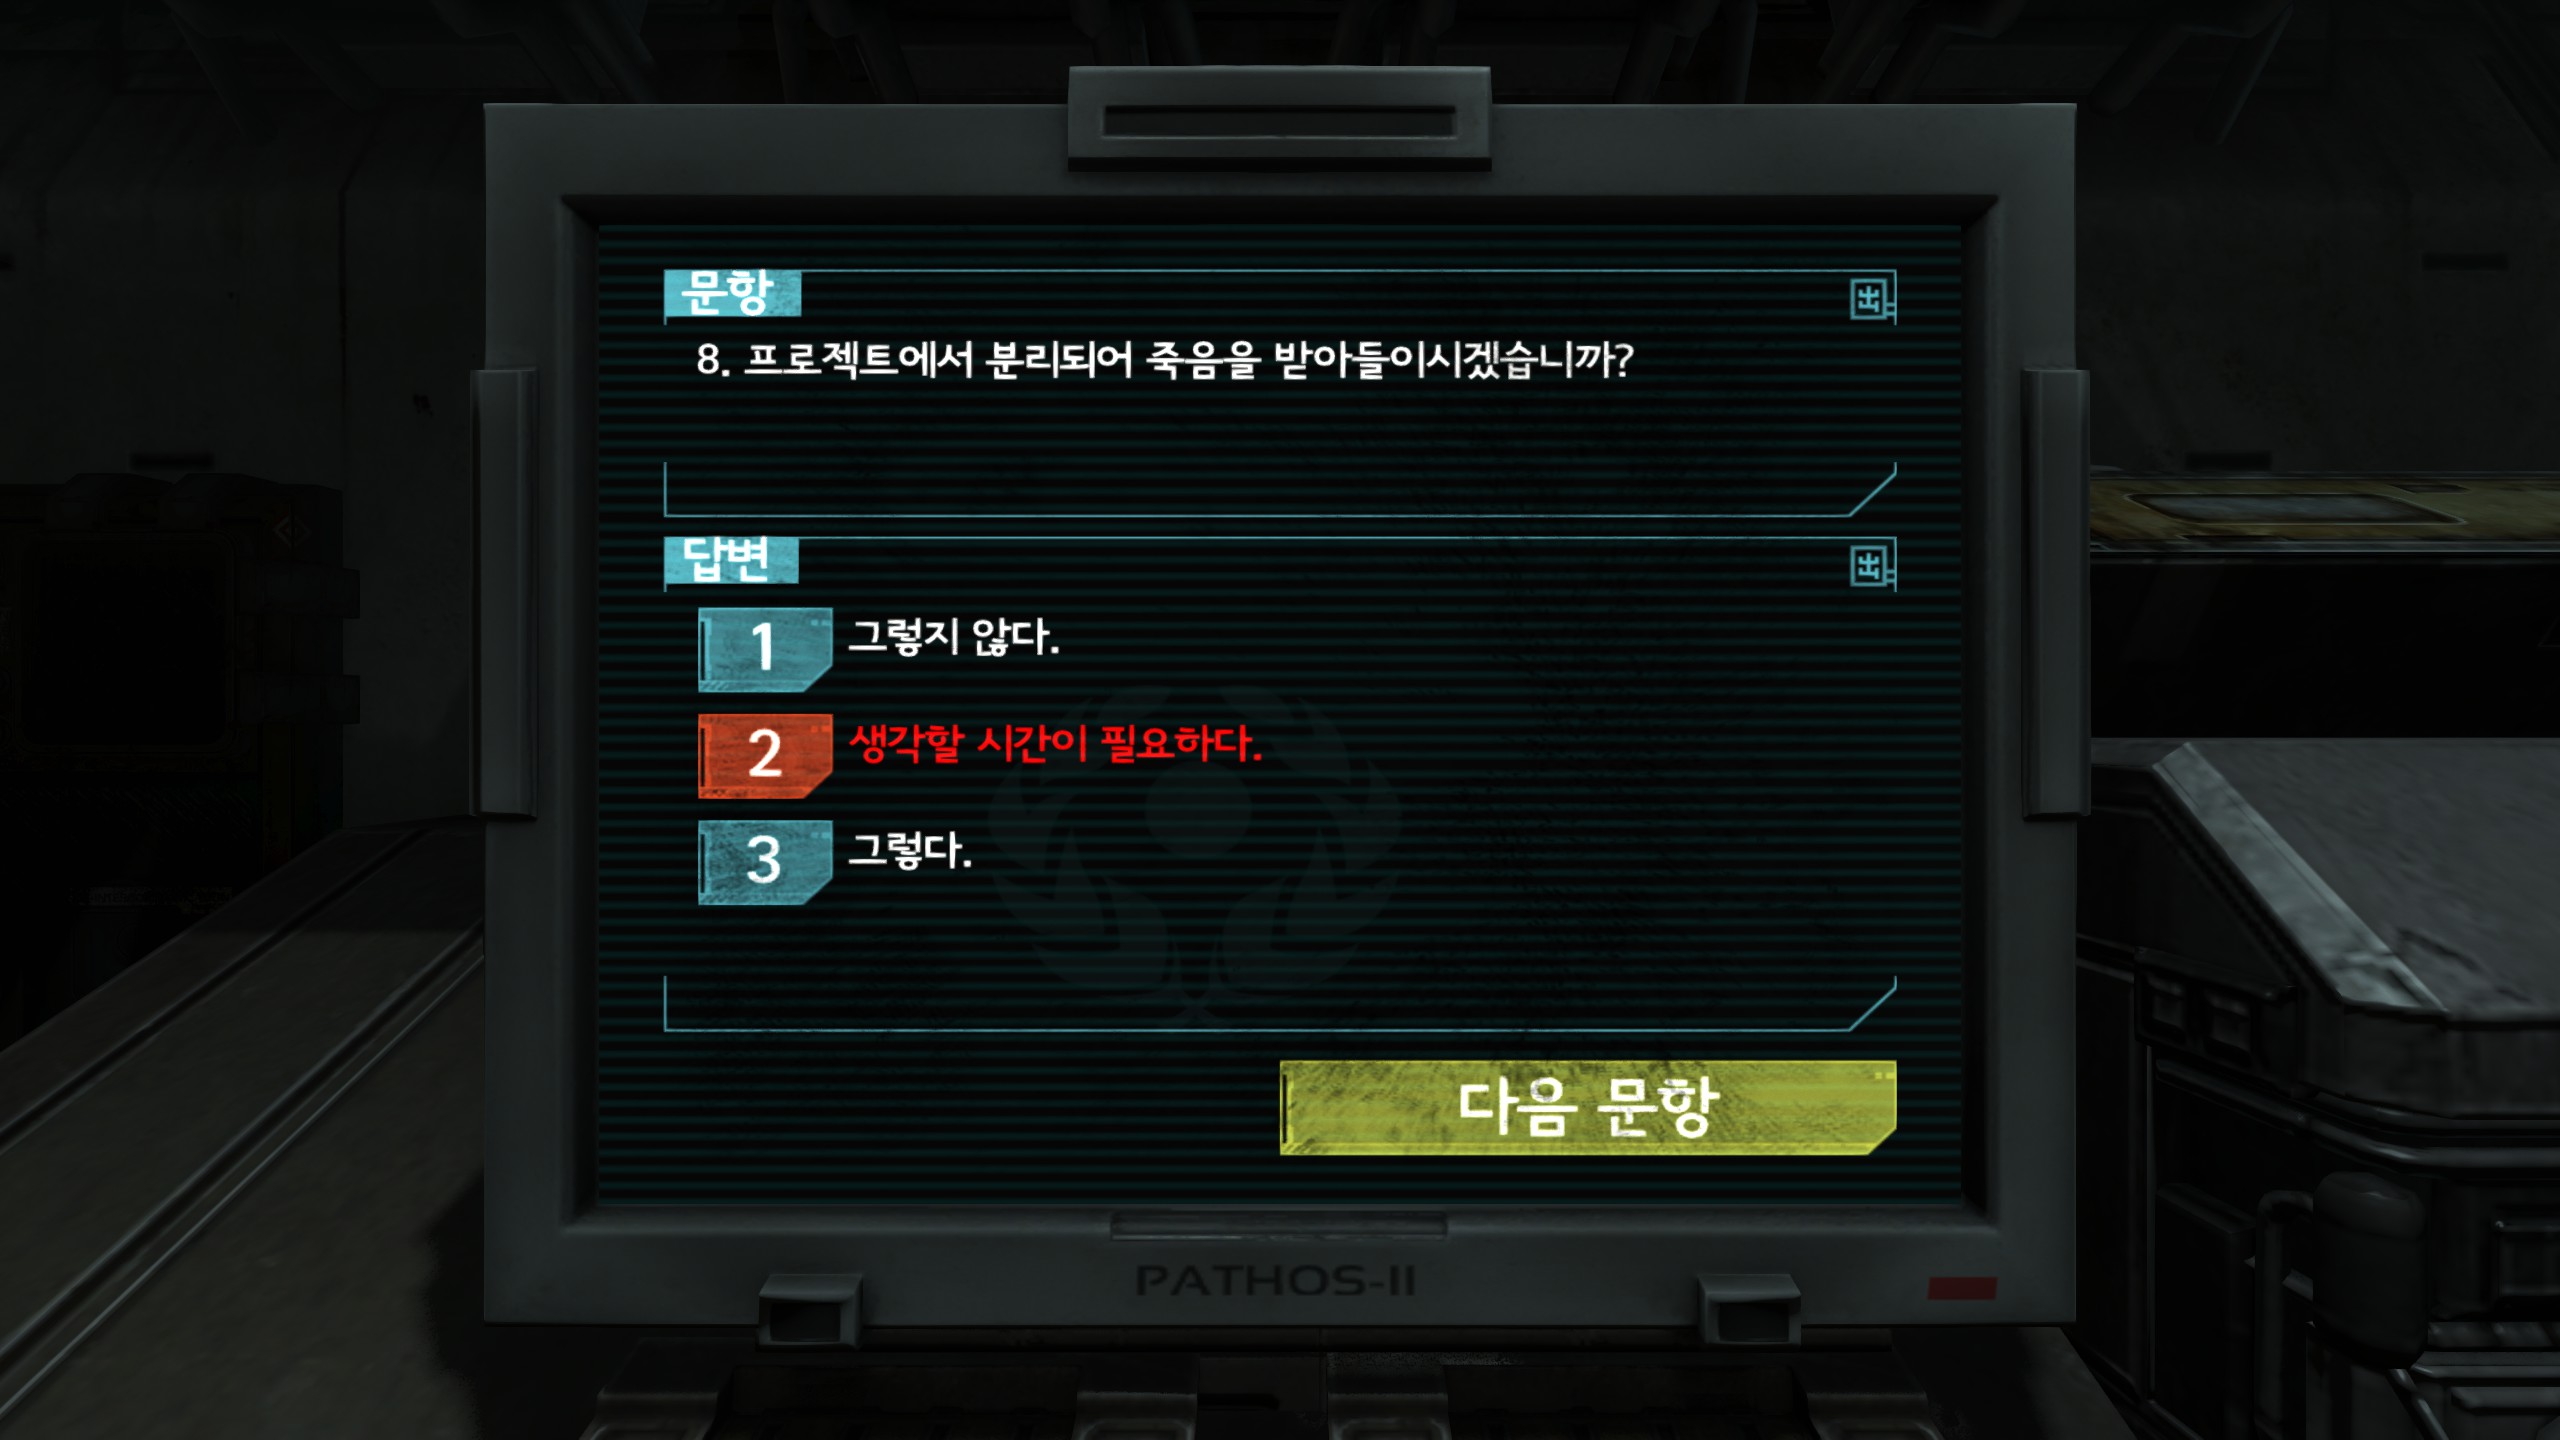 문항
8. 프로젝트에서 분리되어 죽음을 받아들이시겠습니까?
답변
1 그렇지 않다.
2 생각할 시간이 필요하다.
3 그렇다.
다음 문항
PATHOS-II